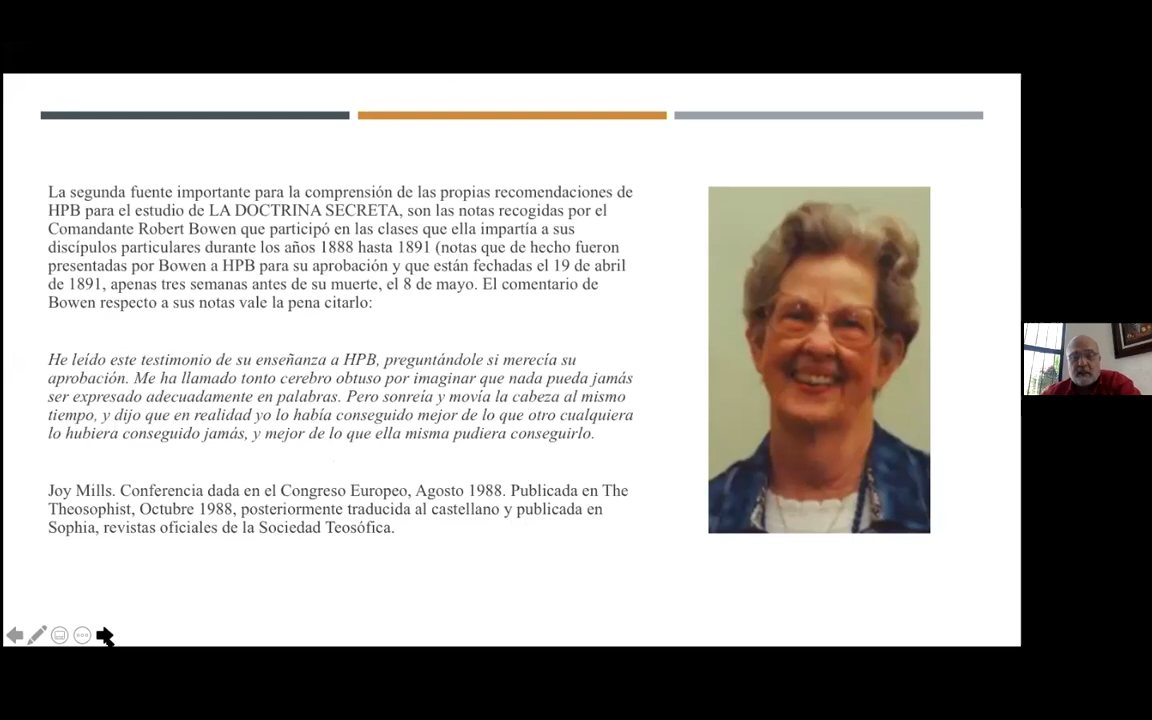 La segunda fuente importante para la comprensión de las propias recomendaciones de
HPB para el estudio de LA DOCTRINA SECRETA, son las notas recogidas por el
Comandante Robert Bowen que participó en las clases que ella impartía a sus
discípulos particulares durante los años 1888 hasta 1891 (notas que de hecho fueron
presentadas por Bowen a HPB para su aprobación y que están fechadas el 19 de abril
de 1891, apenas tres semanas antes de su muerte, el 8 de mayo. El comentario de
Bowen respecto a sus notas vale la pena citarlo:
He leído este testimonio de su enseñanza a HPB, preguntándole si merecía su
aprobación. Me ha llamado tonto cerebro obtuso por imaginar que nada pueda jamás
ser expresado adecuadamente en palabras. Pero sonreía y movía la cabeza al mismo
tiempo, y dijo que en realidad yo lo había conseguido mejor de lo que otro cualquiera
lo hubiera conseguido jamás, y mejor de lo que ella misma pudiera conseguirlo.
Joy Mills. Conferencia dada en el Congreso Europeo, Agosto 1988. Publicada en The
Theosophist, Octubre 1988, posteriormente traducida al castellano y publicada en
Sophia, revistas oficiales de la Sociedad Teosófica.